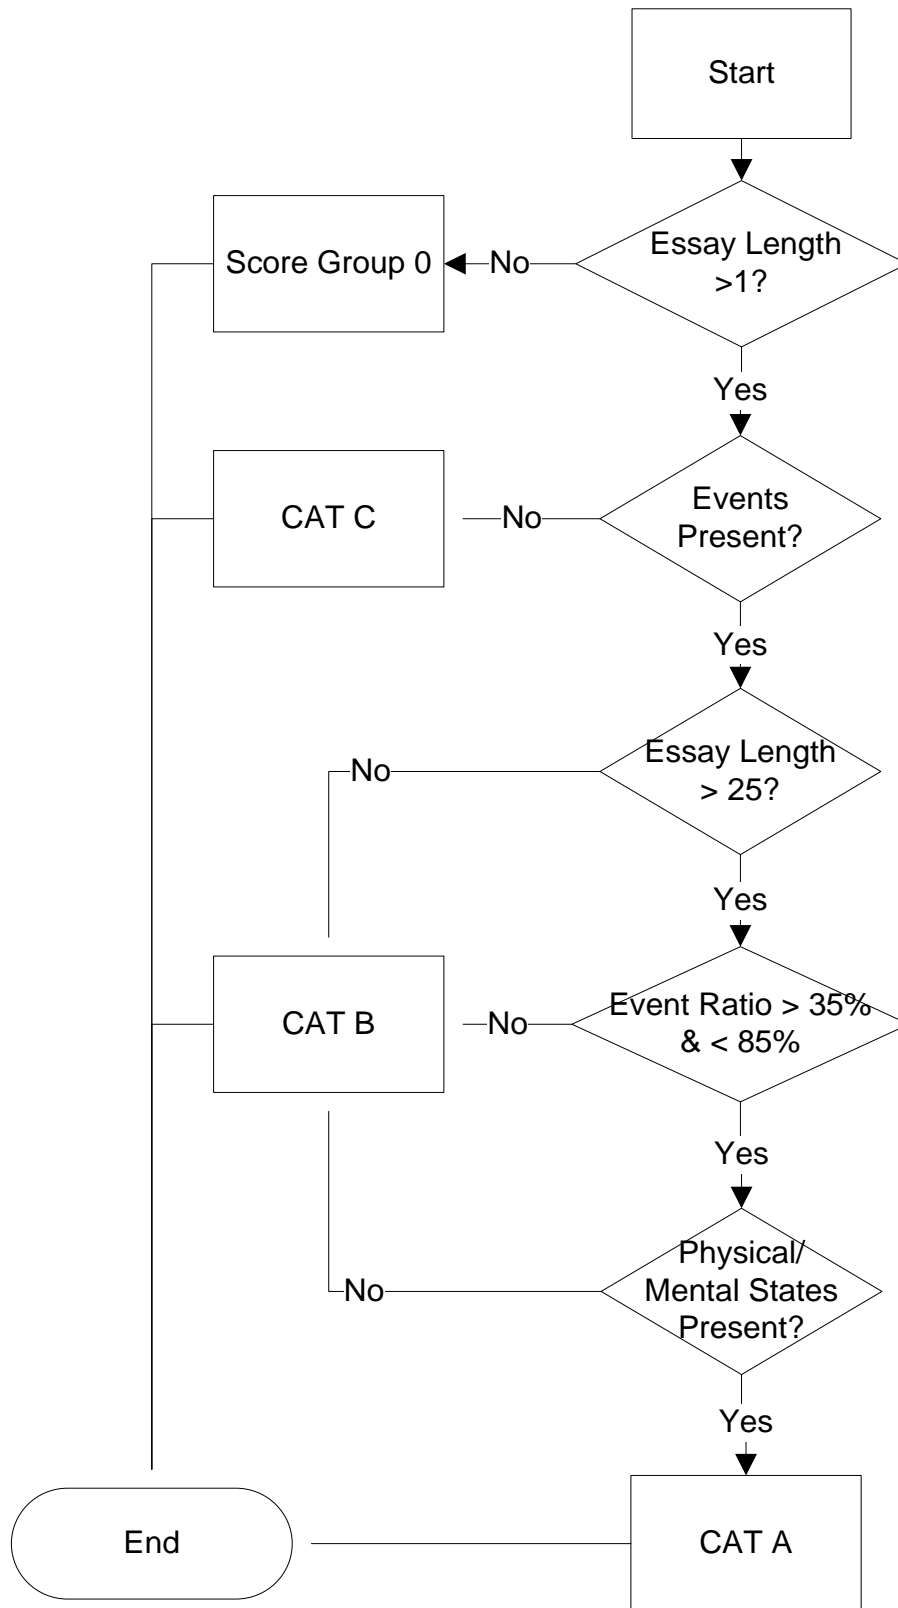 Start
Essay Length
>1?
No
Score Group 0
Yes
Events
Present?
No
CAT C
Yes
Essay Length
> 25?
No
Yes
Event Ratio > 35%
& < 85%
No
CAT B
Yes
Physical/
Mental States
Present?
No
Yes
CAT A
End